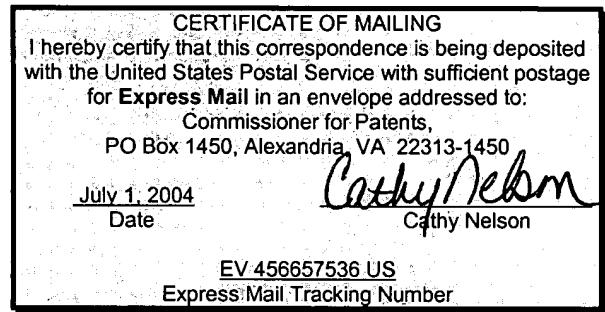 CERTIFICATE OF MAILING
I hereby certify that this correspondence is being deposited
with the United States Postal Service with sufficient postage
for Express Mail in an envelope addressed to:
Commissioner for Patents,
PO Box 1450, Alexandria, VA 22313-1450
Cathy Nelson
July 1, 2004
Date
Cathy Nelson
EV 456657536 US
Express Mail Tracking Number